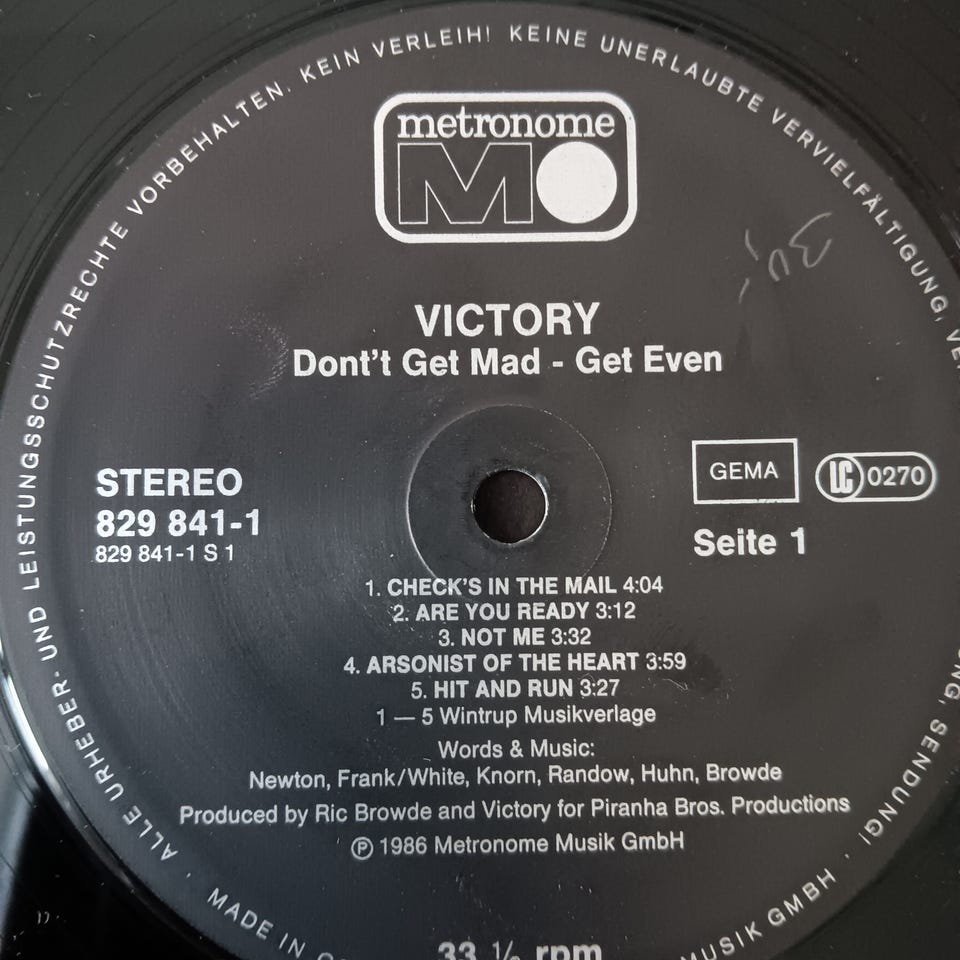 ALLE URHEBER- UND LEISTUNGSSCHUTZRECHTE VORBEHALTEN. KEIN VERLEIH! KEINE UNERLAUBTE VERVIELFÄLTIGUNG,
SENDUNG!
metronome
MO
VICTORY
Dont't Get Mad - Get Even
STEREO
829 841-1
829 841-1 S 1
GEMA
LC 0270
Seite 1
1. CHECK'S IN THE MAIL 4:04
2. ARE YOU READY 3:12
3. NOT ME 3:32
4. ARSONIST OF THE HEART 3:59
5. HIT AND RUN 3:27
1 — 5 Wintrup Musikverlage
Words & Music:
Newton, Frank/White, Knorn, Randow, Huhn, Browde
Produced by Ric Browde and Victory for Piranha Bros. Productions
℗ 1986 Metronome Musik GmbH
33 ⅓ rpm
MADE IN
MUSIK GMBH